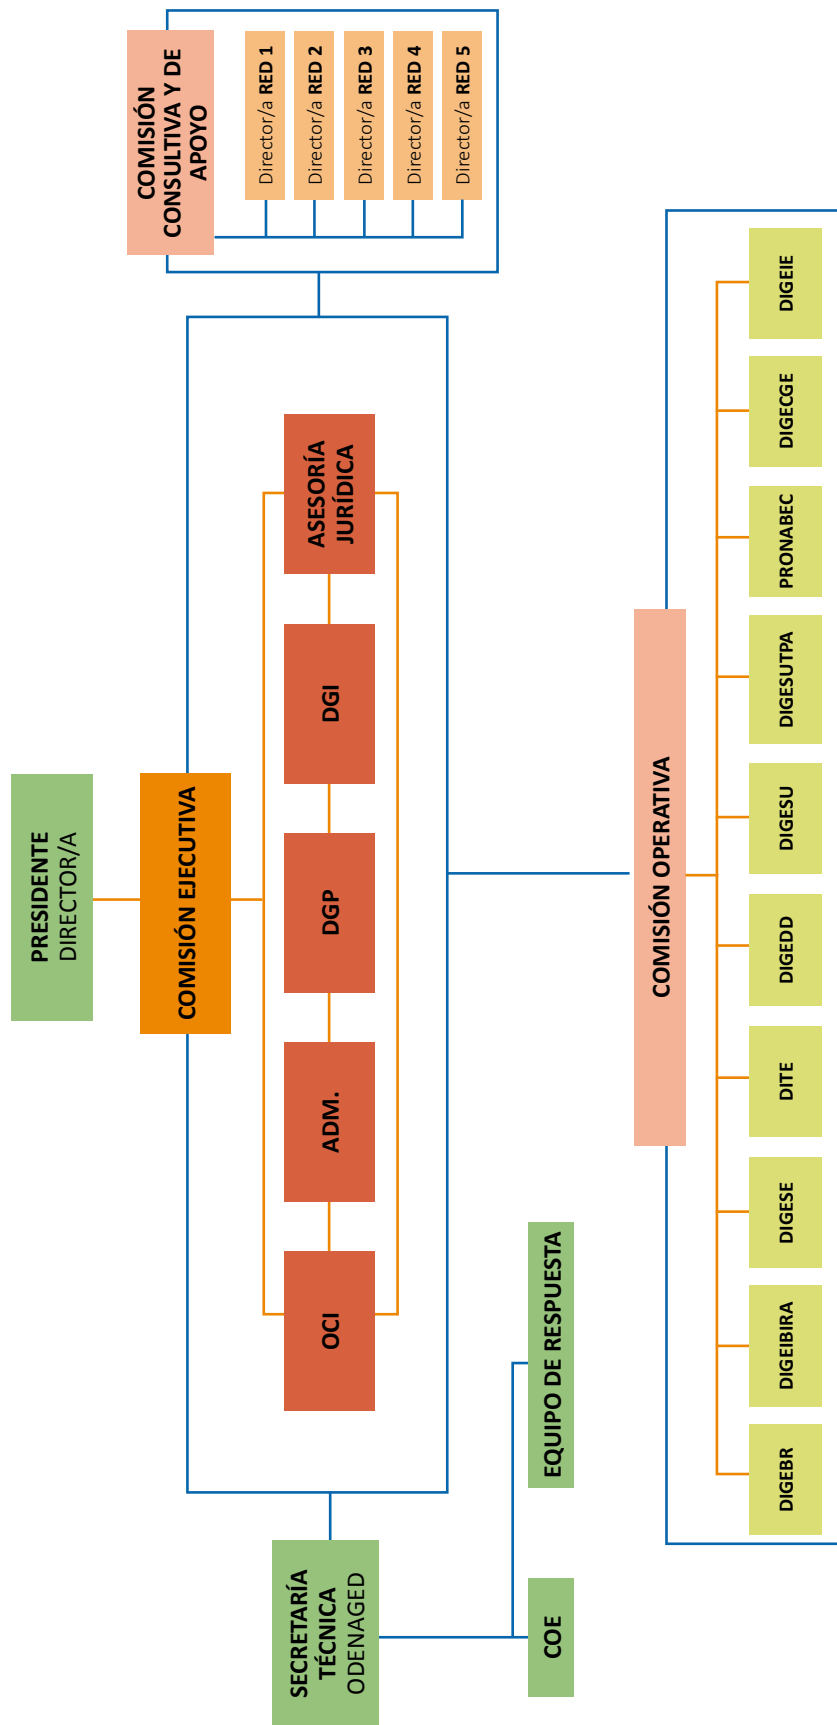 PRESIDENTE
DIRECTOR/A
COMISIÓN EJECUTIVA
OCI
ADM.
DGP
DGI
ASESORÍA
JURÍDICA
COMISIÓN
CONSULTIVA Y DE
APOYO
Director/a RED 1
Director/a RED 2
Director/a RED 3
Director/a RED 4
Director/a RED 5
SECRETARÍA
TÉCNICA
ODENAGED
COE
EQUIPO DE RESPUESTA
COMISIÓN OPERATIVA
DIGEBR
DIGEIBIRA
DIGESE
DITE
DIGEDD
DIGESU
DIGESUTPA
PRONABEC
DIGECGE
DIGEIE